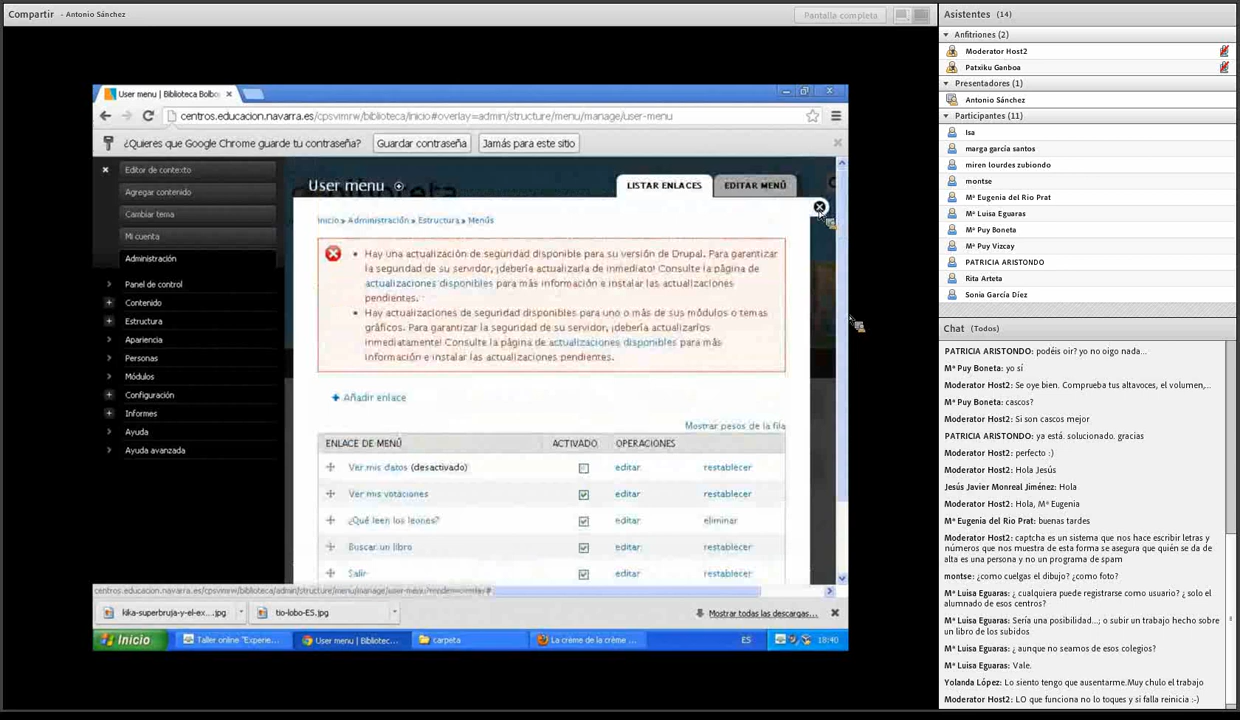 Compartir - Antonio Sánchez
Pantalla completa
User menu | Biblioteca Bolbo
centros.educacion.navarra.es/cpsvmrw/biblioteca/inicio#overlay=admin/structure/menu/manage/user-menu
¿Quieres que Google Chrome guarde tu contraseña?
Guardar contraseña
Jamás para este sitio
Editor de contexto
Agregar contenido
Cambiar tema
Mi cuenta
Administración
Panel de control
Contenido
Estructura
Apariencia
Personas
Módulos
Configuración
Informes
Ayuda
Ayuda avanzada
User menu
LISTAR ENLACES
EDITAR MENÚ
Inicio » Administración » Estructura » Menús
Hay una actualización de seguridad disponible para su versión de Drupal. Para garantizar
la seguridad de su servidor, ¡debería actualizarla de inmediato! Consulte la página de
actualizaciones disponibles para más información e instalar las actualizaciones
pendientes.
Hay actualizaciones de seguridad disponibles para uno o más de sus módulos o temas
gráficos. Para garantizar la seguridad de su servidor, ¡debería actualizarlos
inmediatamente! Consulte la página de actualizaciones disponibles para más
información e instalar las actualizaciones pendientes.
Añadir enlace
Mostrar pesos de la fila
ENLACE DE MENÚ ACTIVADO OPERACIONES
Ver mis datos (desactivado) editar restablecer
Ver mis votaciones editar restablecer
¿Qué leen los leones? editar eliminar
Buscar un libro editar restablecer
Salir editar restablecer
kika-superbruja-y-el-ex....jpg
tio-lobo-ES.jpg
Mostrar todas las descargas...
Inicio
Taller online "Experie...
User menu | Bibliotec...
carpeta
La crème de la crème ...
ES
18:40
Asistentes (14)
Anfitriones (2)
Moderator Host2
Patxiku Ganboa
Presentadores (1)
Antonio Sánchez
Participantes (11)
Isa
marga garcía santos
miren lourdes zubiondo
montse
Mª Eugenia del Rio Prat
Mª Luisa Eguaras
Mª Puy Boneta
Mª Puy Vizcay
PATRICIA ARISTONDO
Rita Arteta
Sonia García Díez
Chat (Todos)
PATRICIA ARISTONDO: podéis oir? yo no oigo nada...
Mª Puy Boneta: yo sí
Moderator Host2: Se oye bien. Comprueba tus altavoces, el volumen,...
Mª Puy Boneta: cascos?
Moderator Host2: Si son cascos mejor
PATRICIA ARISTONDO: ya está. solucionado. gracias
Moderator Host2: perfecto :)
Moderator Host2: Hola Jesús
Jesús Javier Monreal Jiménez: Hola
Moderator Host2: Hola, Mª Eugenia
Mª Eugenia del Rio Prat: buenas tardes
Moderator Host2: captcha es un sistema que nos hace escribir letras y
números que nos muestra de esta forma se asegura que quién se da de
alta es una persona y no un programa de spam
montse: ¿como cuelgas el dibujo? ¿como foto?
Mª Luisa Eguaras: ¿ cualquiera puede registrarse como usuario? ¿ solo el
alumnado de esos centros?
Mª Luisa Eguaras: Sería una posibilidad...; o subir un trabajo hecho sobre
un libro de los subidos
Mª Luisa Eguaras: ¿ aunque no seamos de esos colegios?
Mª Luisa Eguaras: Vale.
Yolanda López: Lo siento tengo que ausentarme.Muy chulo el trabajo
Moderator Host2: LO que funciona no lo toques y si falla reinicia :-)